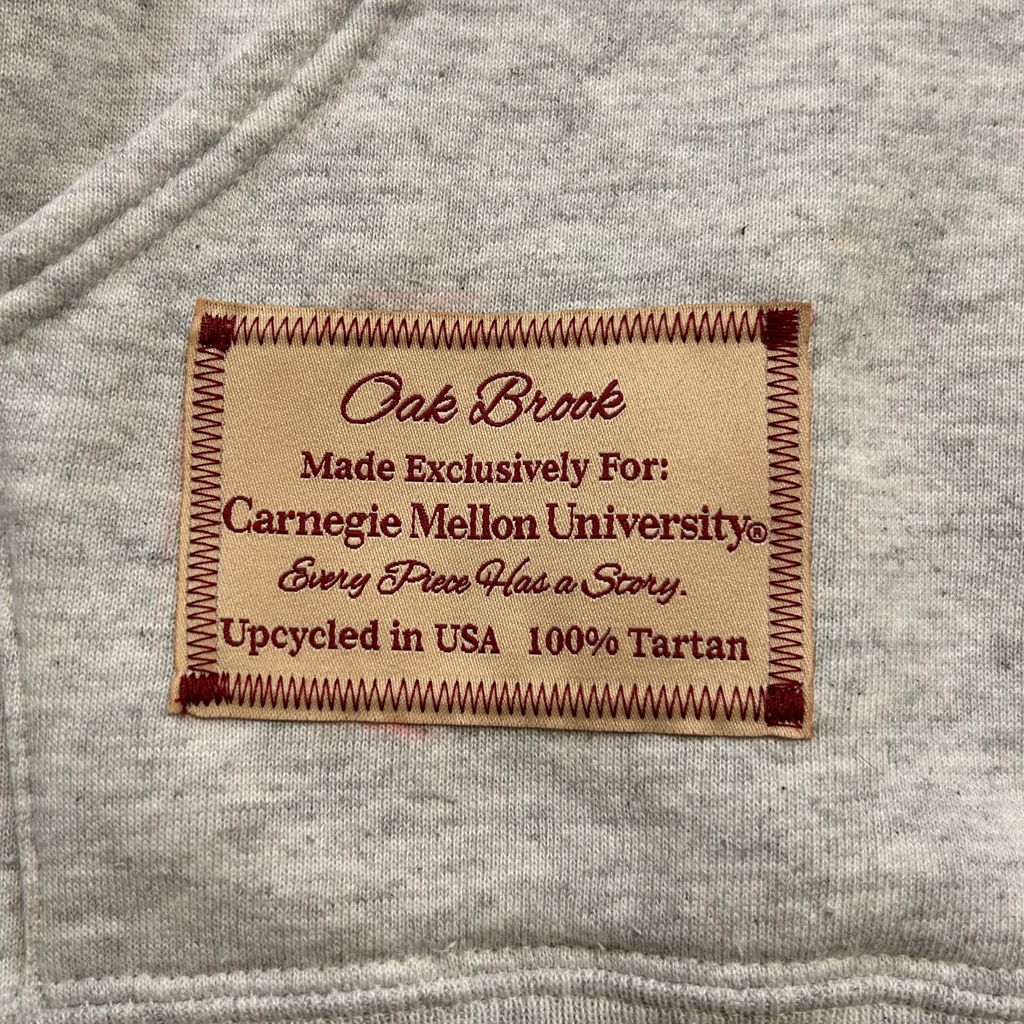 Oak Brook
Made Exclusively For:
Carnegie Mellon University®
Every Piece Has a Story.
Upcycled in USA 100% Tartan